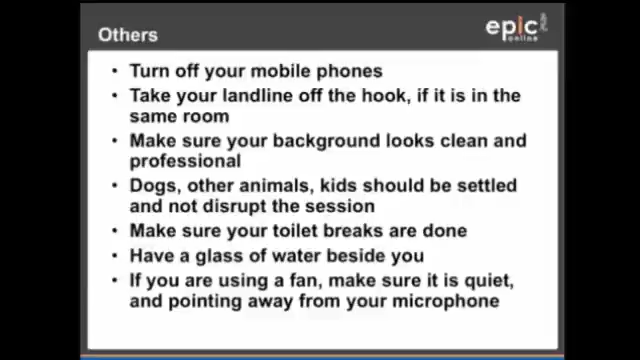 Others
epic
online
• Turn off your mobile phones
• Take your landline off the hook, if it is in the
same room
• Make sure your background looks clean and
professional
• Dogs, other animals, kids should be settled
and not disrupt the session
• Make sure your toilet breaks are done
• Have a glass of water beside you
• If you are using a fan, make sure it is quiet,
and pointing away from your microphone